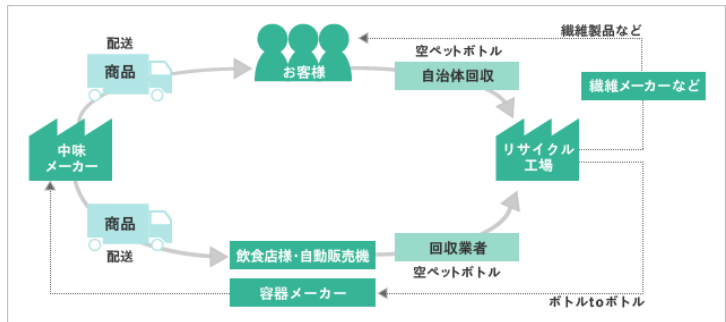 配送
商品
お客様
空ペットボトル
自治体回収
繊維製品など
繊維メーカーなど
中味
メーカー
リサイクル
工場
商品
配送
飲食店様・自動販売機
回収業者
空ペットボトル
容器メーカー
ボトルtoボトル